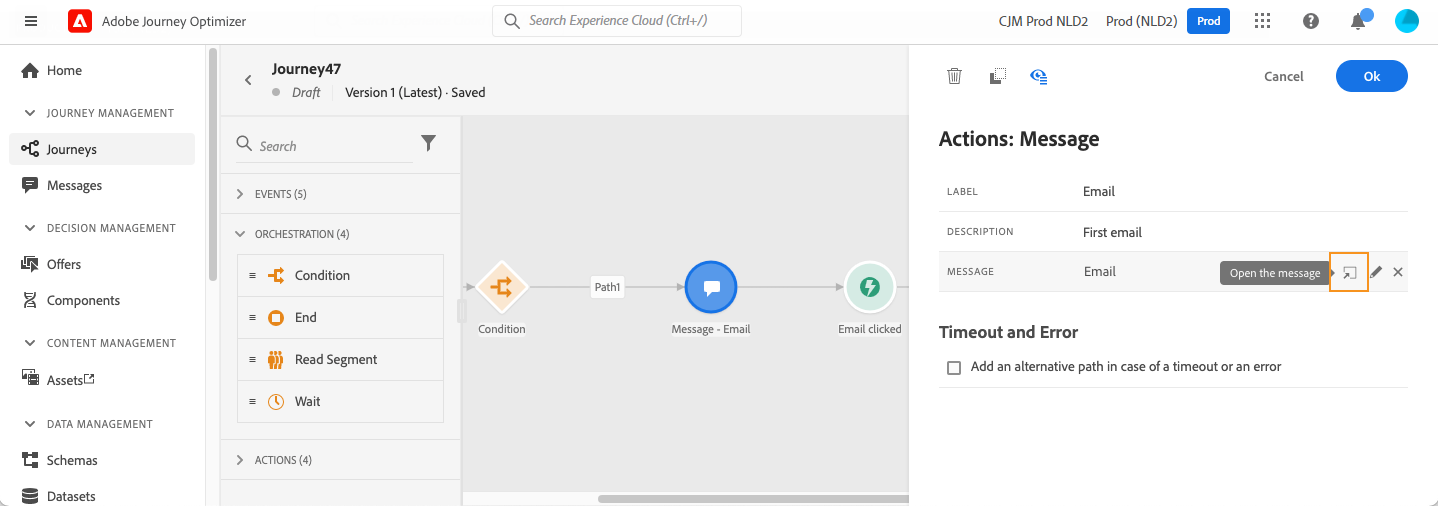 Adobe Journey Optimizer
Search Experience Cloud (Ctrl+/)
CJM Prod NLD2
Prod (NLD2)
Prod
Home
JOURNEY MANAGEMENT
Journeys
Messages
DECISION MANAGEMENT
Offers
Components
CONTENT MANAGEMENT
Assets
DATA MANAGEMENT
Schemas
Datasets
Journey47
Draft
Version 1 (Latest) · Saved
Search
EVENTS (5)
ORCHESTRATION (4)
Condition
End
Read Segment
Wait
ACTIONS (4)
Condition
Path1
Message - Email
Email clicked
Cancel
Ok
Actions: Message
LABEL
Email
DESCRIPTION
First email
MESSAGE
Email
Open the message
Timeout and Error
Add an alternative path in case of a timeout or an error